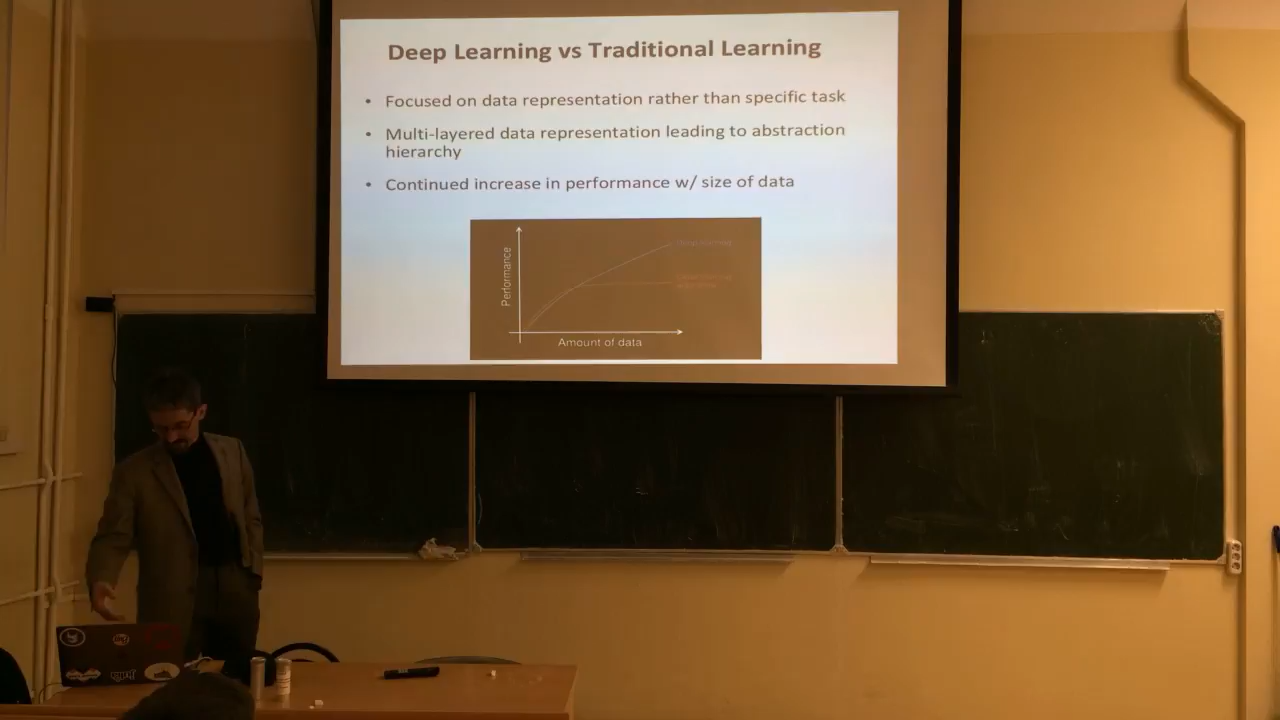 Deep Learning vs Traditional Learning
• Focused on data representation rather than specific task
• Multi-layered data representation leading to abstraction
hierarchy
• Continued increase in performance w/ size of data
Performance
Amount of data